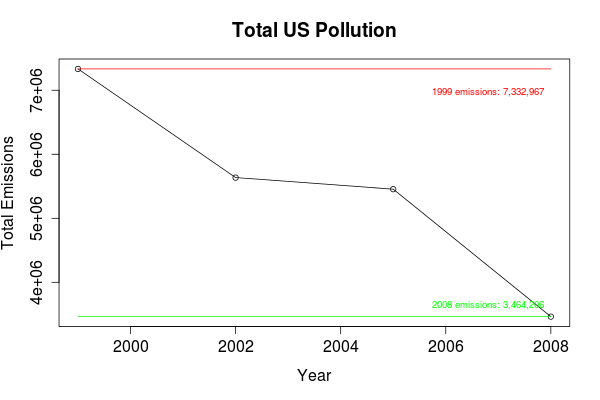 Total US Pollution
Total Emissions
7e+06
6e+06
5e+06
4e+06
1999 emissions: 7,332,967
2008 emissions: 3,464,206
2000 2002 2004 2006 2008
Year